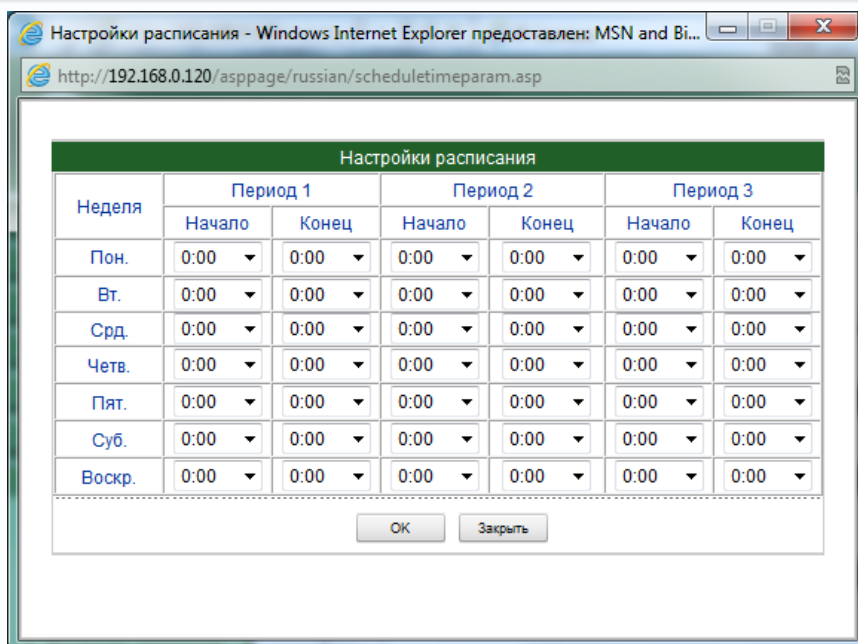 Настройки расписания - Windows Internet Explorer предоставлен: MSN and Bi...
http://192.168.0.120/asppage/russian/scheduletimeparam.asp
Настройки расписания
Неделя Период 1 Период 2 Период 3
Начало Конец Начало Конец Начало Конец
Пон. 0:00 0:00 0:00 0:00 0:00 0:00
Вт. 0:00 0:00 0:00 0:00 0:00 0:00
Срд. 0:00 0:00 0:00 0:00 0:00 0:00
Четв. 0:00 0:00 0:00 0:00 0:00 0:00
Пят. 0:00 0:00 0:00 0:00 0:00 0:00
Суб. 0:00 0:00 0:00 0:00 0:00 0:00
Воскр. 0:00 0:00 0:00 0:00 0:00 0:00
OK Закрыть